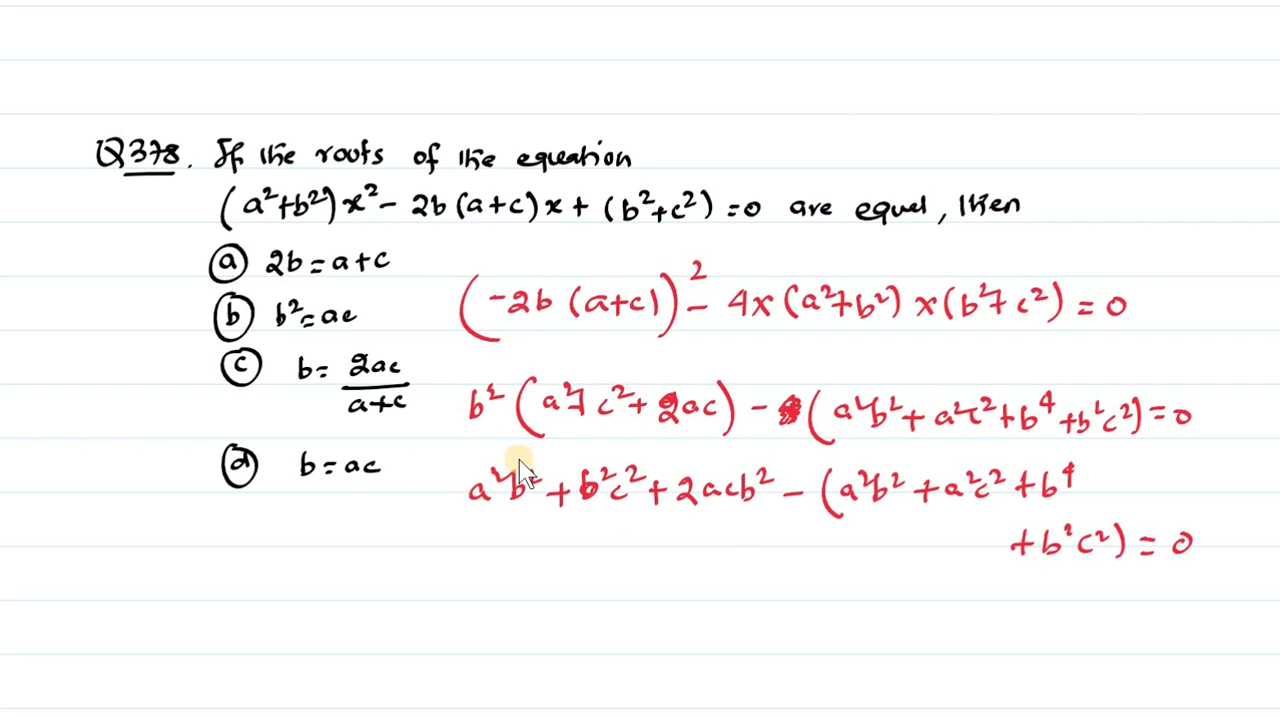 Q378. If the roots of the equation
(a²+b²)x² - 2b(a+c)x + (b²+c²) = 0 are equal, then
(a) 2b = a+c
(b) b² = ac
(c) b = 2ac / a+c
(d) b = ac
(-2b(a+c))² - 4x(a²+b²)x(b²+c²) = 0
b²(a²+c²+2ac) - (a²b²+a²c²+b⁴+b²c²) = 0
a²b²+b²c²+2acb² - (a²b²+a²c²+b⁴
+b²c²) = 0